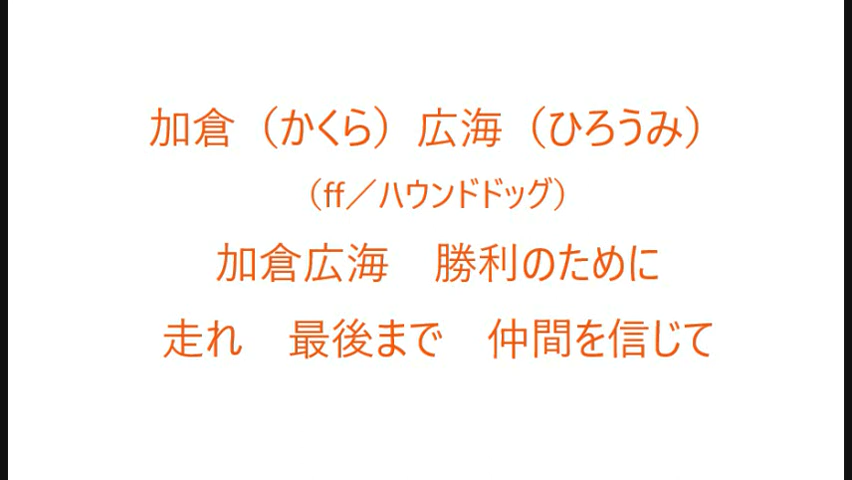 加倉（かくら）広海（ひろうみ）
（ff／ハウンドドッグ）
加倉広海　勝利のために
走れ　最後まで　仲間を信じて